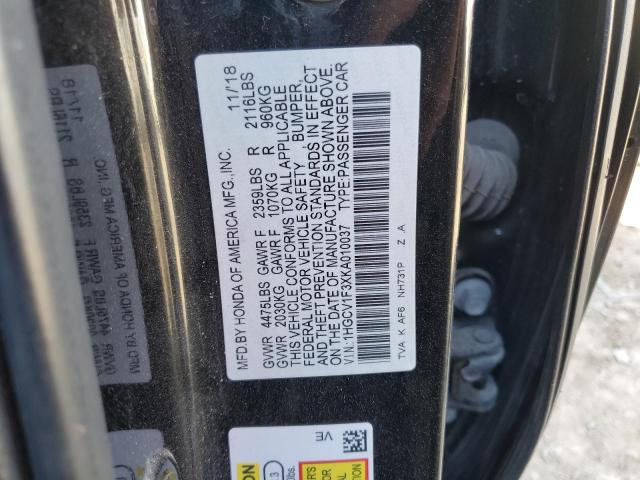 MFD.BY HONDA OF AMERICA MFG.,INC. 11/18
GVWR 4475LBS GAWR F 2359LBS R 2116LBS
GVWR 2030KG GAWR F 1070KG R 960KG
THIS VEHICLE CONFORMS TO ALL APPLICABLE
FEDERAL MOTOR VEHICLE SAFETY BUMPER,
AND THEFT PREVENTION STANDARDS IN EFFECT
ON THE DATE OF MANUFACTURE SHOWN ABOVE.
V.I.N.:1HGCV1F3XKA010037 TYPE:PASSENGER CAR
TVA K AF6 NH731P Z A
VE